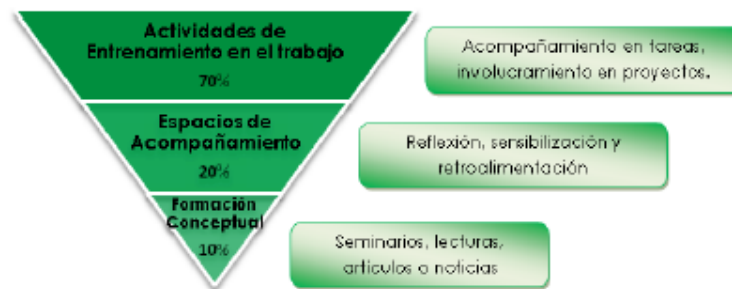 Actividades de
Entrenamiento en el trabajo
70%
Acompañamiento en tareas,
involucramiento en proyectos.
Espacios de
Acompañamiento
20%
Reflexión, sensibilización y
retroalimentación
Formación
Conceptual
10%
Seminarios, lecturas,
artículos o noticias